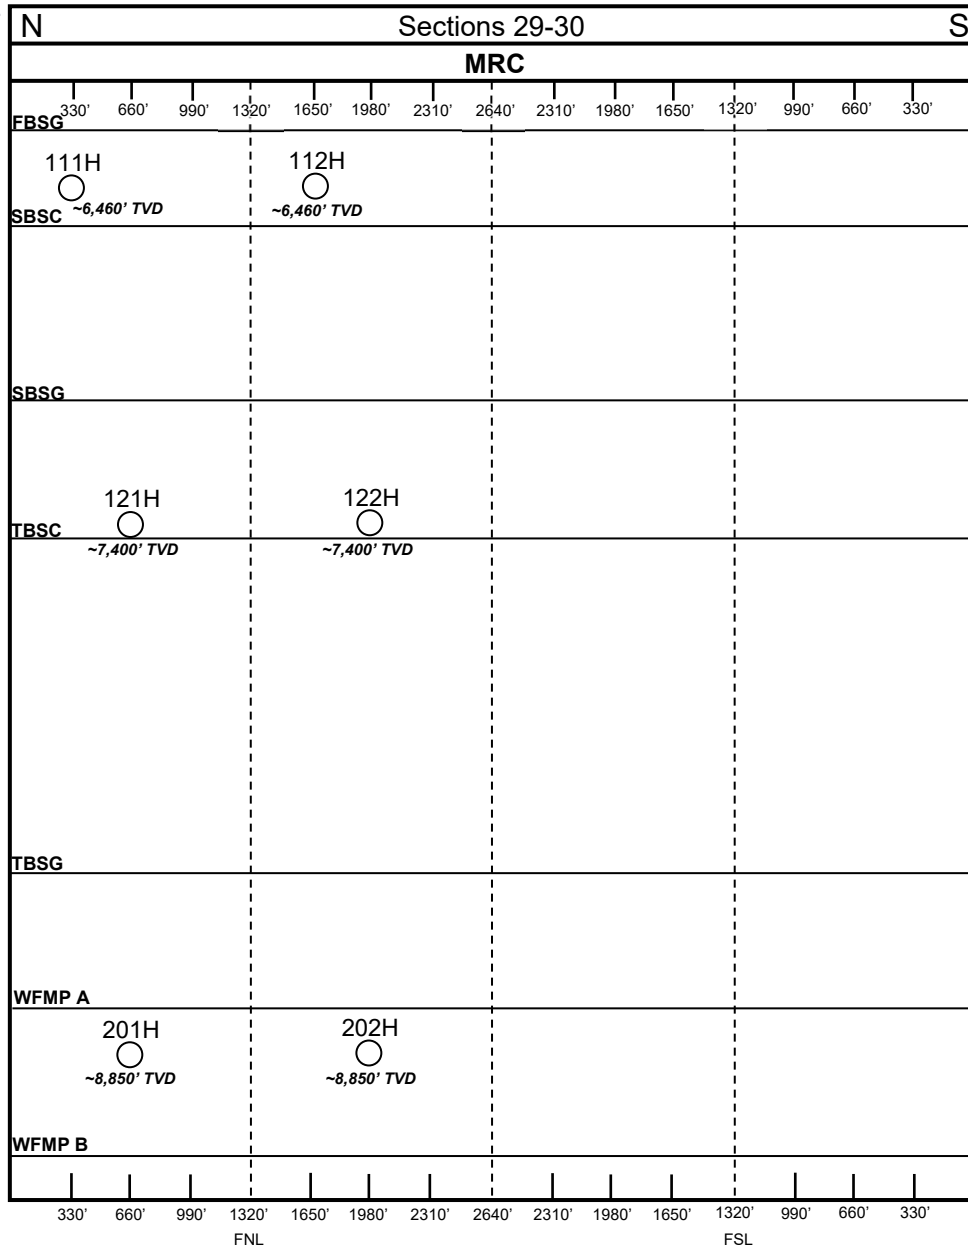 N Sections 29-30 S
MRC
330' 660' 990' 1320' 1650' 1980' 2310' 2640' 2310' 1980' 1650' 1320' 990' 660' 330'
FBSG
111H 112H
~6,460' TVD ~6,460' TVD
SBSC
SBSG
121H 122H
TBSC
~7,400' TVD ~7,400' TVD
TBSG
WFMP A
201H 202H
~8,850' TVD ~8,850' TVD
WFMP B
330' 660' 990' 1320' 1650' 1980' 2310' 2640' 2310' 1980' 1650' 1320' 990' 660' 330'
FNL FSL